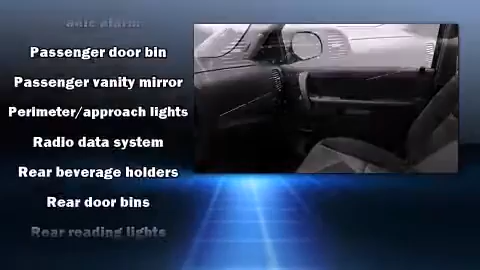 alarm
Passenger door bin
Passenger vanity mirror
Perimeter/approach lights
Radio data system
Rear beverage holders
Rear door bins
Rear reading lights